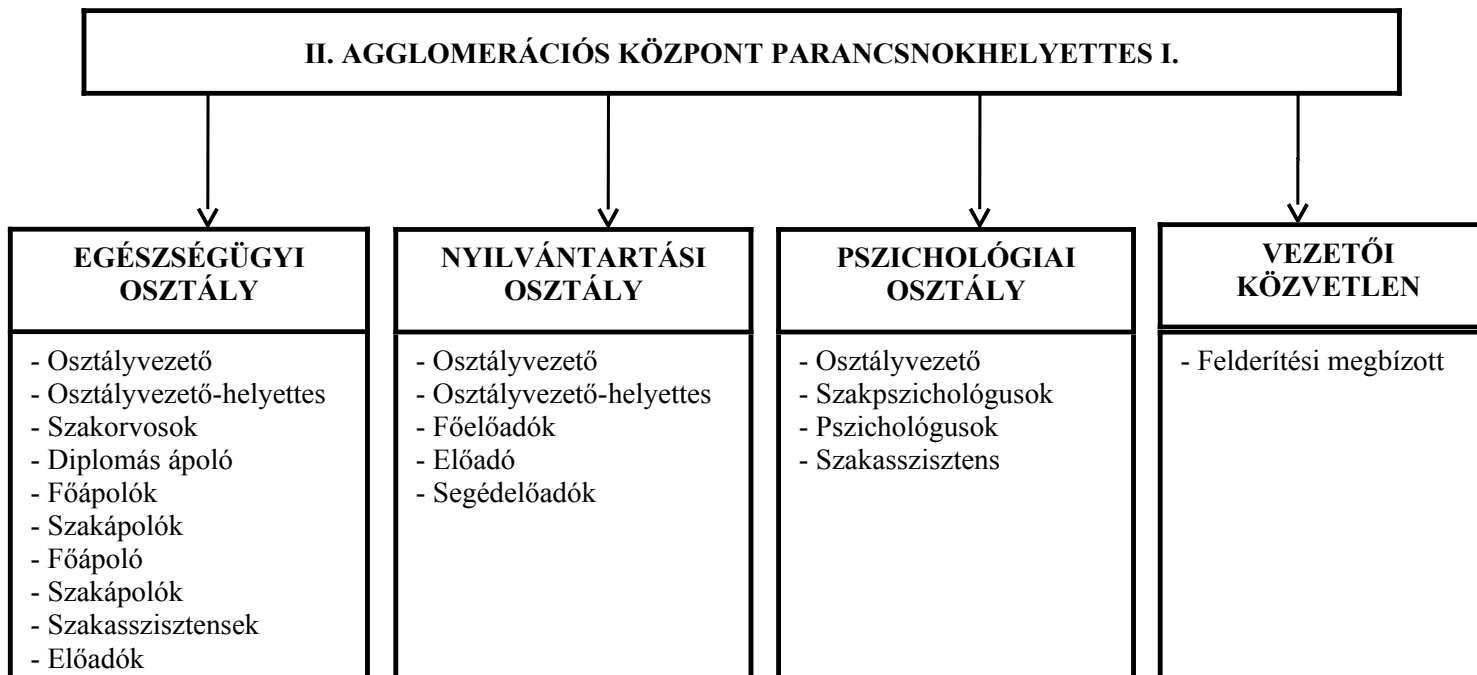 II. AGGLOMERÁCIÓS KÖZPONT PARANCSNOKHELYETTES I.
EGÉSZSÉGÜGYI
OSZTÁLY
- Osztályvezető
- Osztályvezető-helyettes
- Szakorvosok
- Diplomás ápoló
- Főápolók
- Szakápolók
- Főápoló
- Szakápolók
- Szakasszisztensek
- Előadók
NYILVÁNTARTÁSI
OSZTÁLY
- Osztályvezető
- Osztályvezető-helyettes
- Főelőadók
- Előadó
- Segédelőadók
PSZICHOLÓGIAI
OSZTÁLY
- Osztályvezető
- Szakpszichológusok
- Pszichológusok
- Szakasszisztens
VEZETŐI
KÖZVETLEN
- Felderítési megbízott